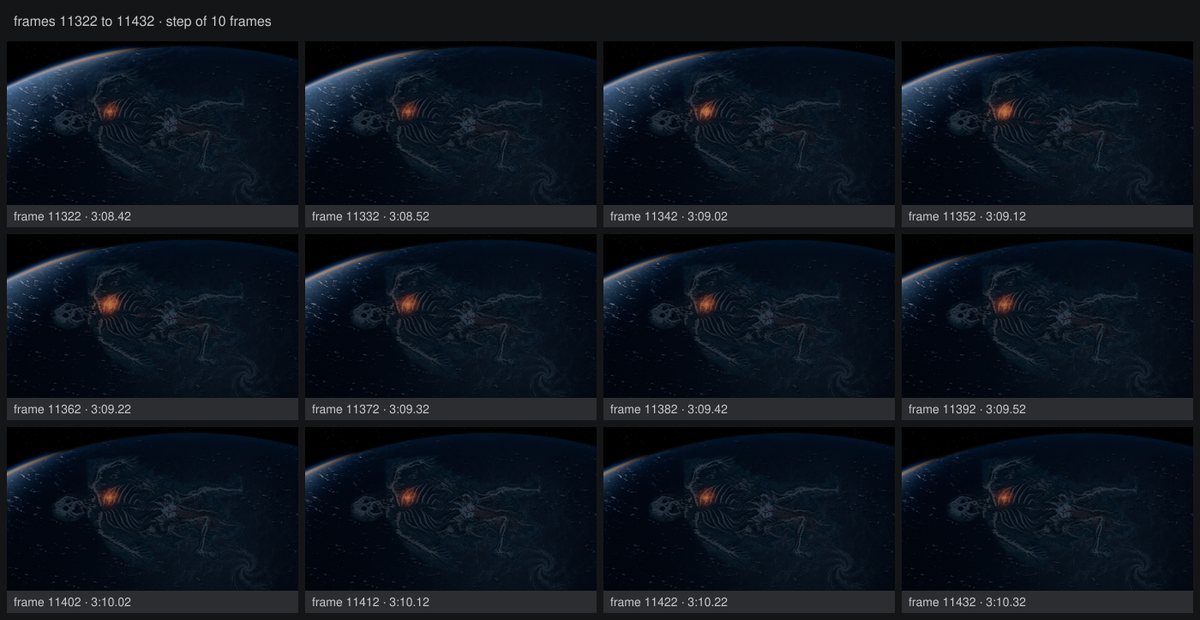 frames 11322 to 11432 · step of 10 frames
frame 11322 · 3:08.42
frame 11332 · 3:08.52
frame 11342 · 3:09.02
frame 11352 · 3:09.12
frame 11362 · 3:09.22
frame 11372 · 3:09.32
frame 11382 · 3:09.42
frame 11392 · 3:09.52
frame 11402 · 3:10.02
frame 11412 · 3:10.12
frame 11422 · 3:10.22
frame 11432 · 3:10.32